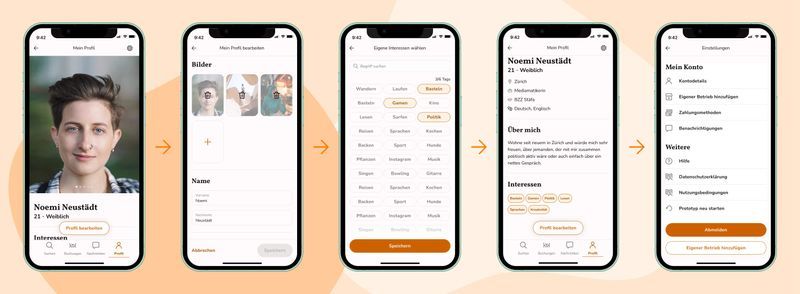 9:42
Mein Profil
Noemi Neustädt
21 - Weiblich
Profil bearbeiten
Interessen
Suchen
Buchungen
Nachrichten
Profil
9:42
Mein Profil bearbeiten
Bilder
+
Name
Vorname
Noemi
Nachname
Neustädt
Abbrechen
Speichern
9:42
Eigene Interessen wählen
Begriff suchen
3/6 Tags
Wandern Laufen Basteln
Basteln Gamen Kino
Lesen Surfen Politik
Reisen Sprachen Kochen
Backen Sport Hunde
Pflanzen Instagram Musik
Singen Bowling Gitarre
Reisen Sprachen Kochen
Backen Sport Hunde
Pflanzen Instagram Musik
Singen Bowling Gitarre
Speichern
9:42
Mein Profil
Noemi Neustädt
21 - Weiblich
Zürich
Mediamatikerin
BZZ Stäfa
Deutsch, Englisch
Über mich
Wohne seit neuem in Zürich und würde mich sehr
freuen, über jemanden, der mit mir zusammen
politisch aktiv wäre oder auch einfach über ein
nettes Gespräch.
Interessen
Basteln Gamen Politik Lesen
Sprachen Kreativität
Profil bearbeiten
Suchen
Buchungen
Nachrichten
Profil
9:42
Einstellungen
Mein Konto
Kontodetails
Eigener Betrieb hinzufügen
Zahlungsmethoden
Benachrichtigungen
Weitere
Hilfe
Datenschutzerklärung
Nutzungsbedingungen
Prototyp neu starten
Abmelden
Eigener Betrieb hinzufügen